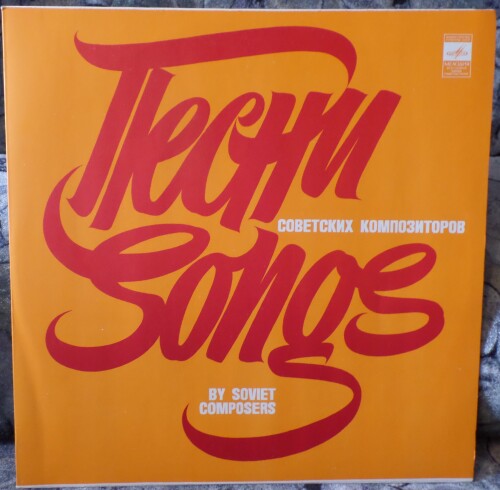 Песни
СОВЕТСКИХ КОМПОЗИТОРОВ
Songs
BY SOVIET
COMPOSERS